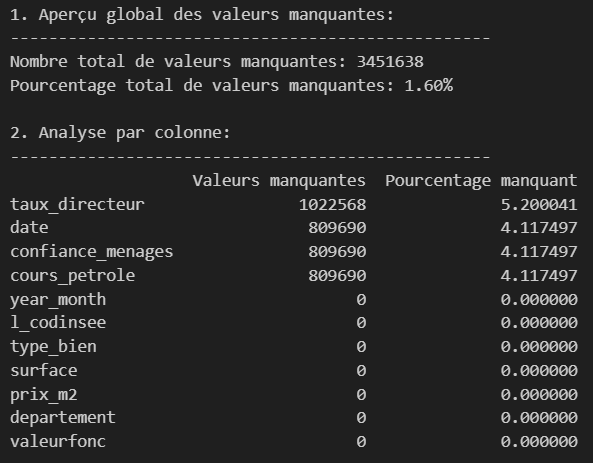 1. Aperçu global des valeurs manquantes:
--------------------------------------------------
Nombre total de valeurs manquantes: 3451638
Pourcentage total de valeurs manquantes: 1.60%
2. Analyse par colonne:
--------------------------------------------------
Valeurs manquantes Pourcentage manquant
taux_directeur 1022568 5.200041
date 809690 4.117497
confiance_menages 809690 4.117497
cours_petrole 809690 4.117497
year_month 0 0.000000
l_codinsee 0 0.000000
type_bien 0 0.000000
surface 0 0.000000
prix_m2 0 0.000000
departement 0 0.000000
valeurfonc 0 0.000000